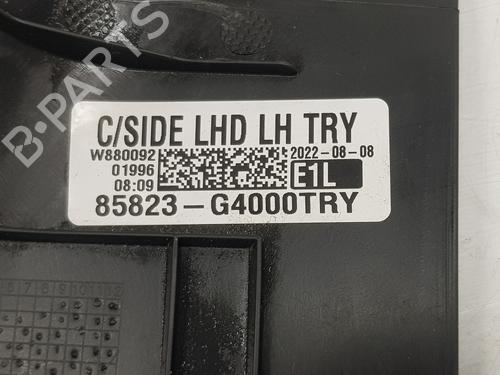 C/SIDE LHD LH TRY
W880092 2022-08-08
01996
08:09 E1L
85823-G4000TRY
B-PARTS